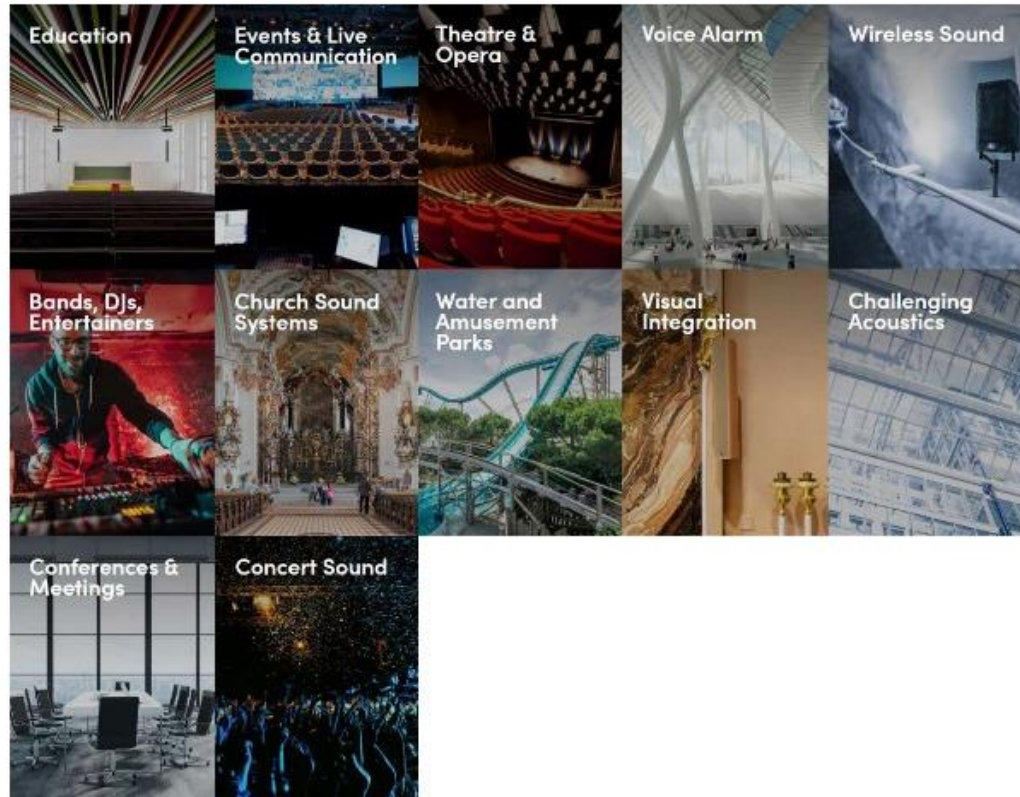 Education
Events & Live
Communication
Theatre &
Opera
Voice Alarm
Wireless Sound
Bands, DJs,
Entertainers
Church Sound
Systems
Water and
Amusement
Parks
Visual
Integration
Challenging
Acoustics
Conferences &
Meetings
Concert Sound